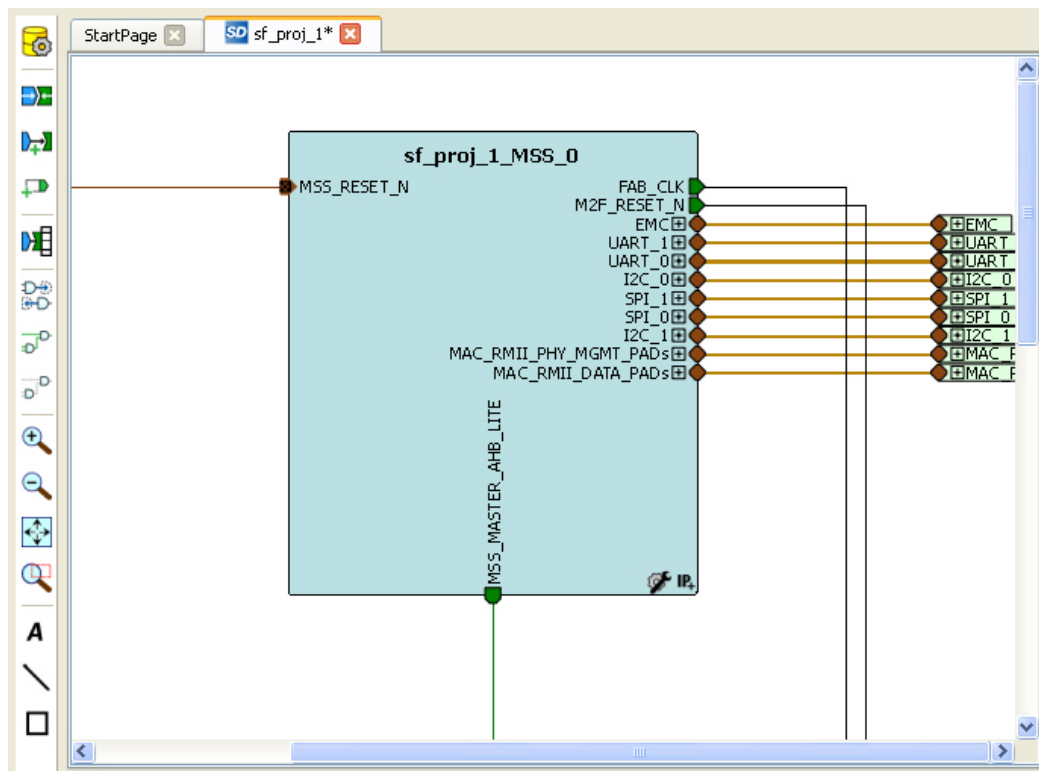 StartPage
SD sf_proj_1*
sf_proj_1_MSS_0
MSS_RESET_N
FAB_CLK
M2F_RESET_N
EMC
UART_1
UART_0
I2C_0
SPI_1
SPI_0
I2C_1
MAC_RMII_PHY_MGMT_PADs
MAC_RMII_DATA_PADs
EMC
UART
UART
I2C_0
SPI_1
SPI_0
I2C_1
MAC_
MAC_
MSS_MASTER_AHB_LITE
IP+
A